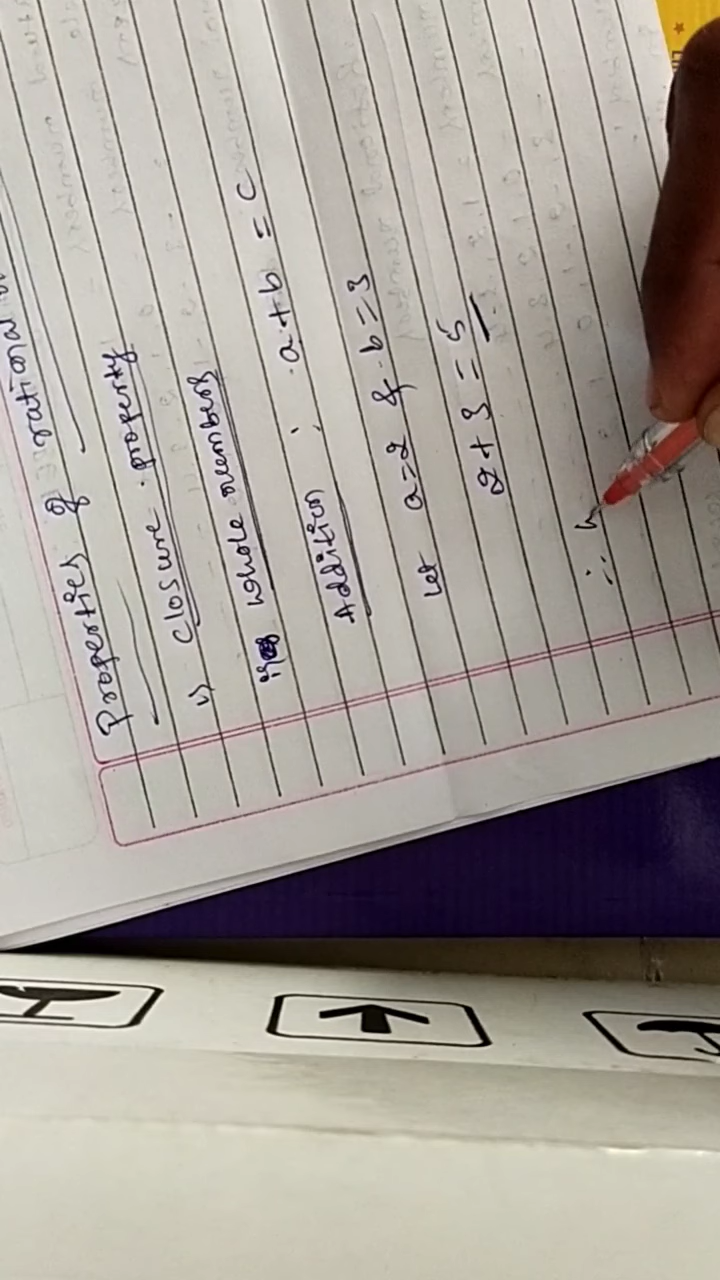 Properties of rational
i) closure property
i) whole numbers
Addition : a + b = c
Let a=2 & b=3
2 + 3 = 5
∴ w